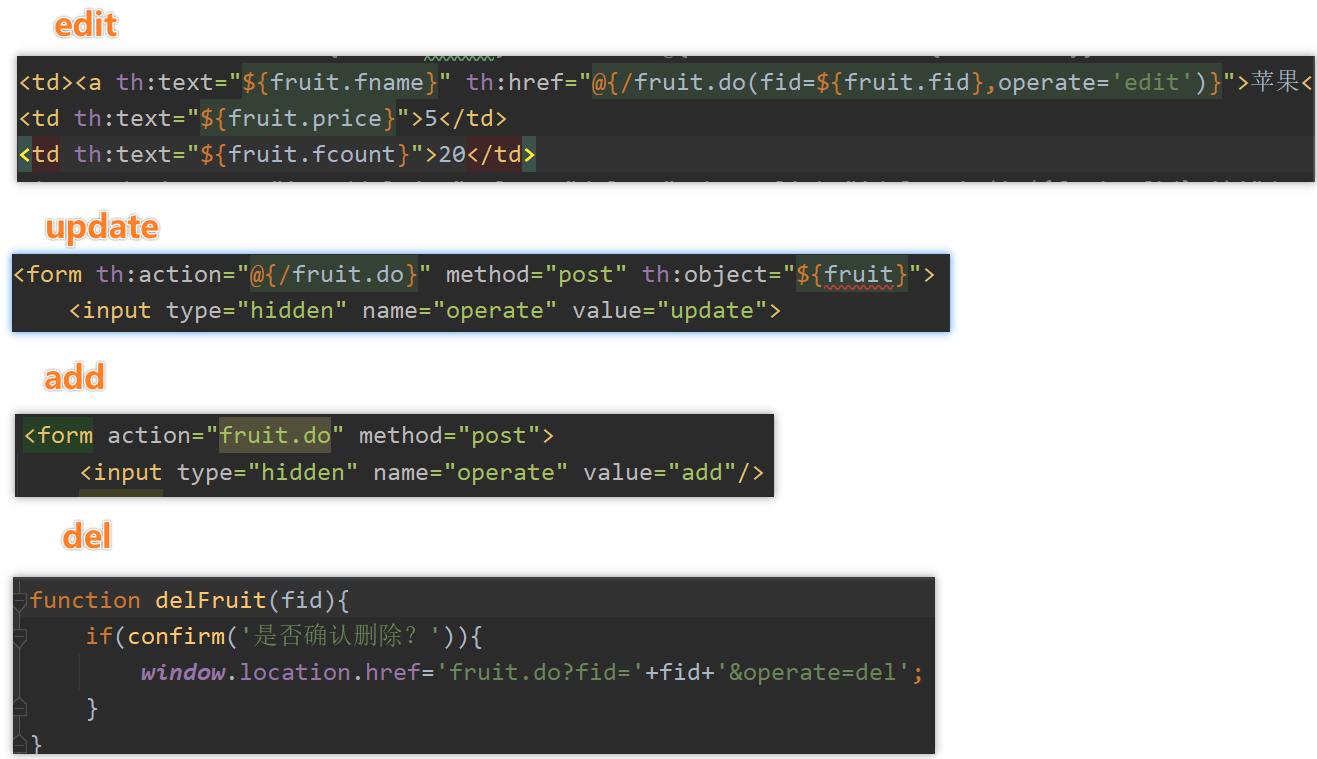 edit
<td><a th:text="${fruit.fname}" th:href="@{/fruit.do(fid=${fruit.fid},operate='edit')}">苹果<
<td th:text="${fruit.price}">5</td>
<td th:text="${fruit.fcount}">20</td>
update
<form th:action="@{/fruit.do}" method="post" th:object="${fruit}">
<input type="hidden" name="operate" value="update">
add
<form action="fruit.do" method="post">
<input type="hidden" name="operate" value="add"/>
del
function delFruit(fid){
if(confirm('是否确认删除？')){
window.location.href='fruit.do?fid='+fid+'&operate=del';
}
}